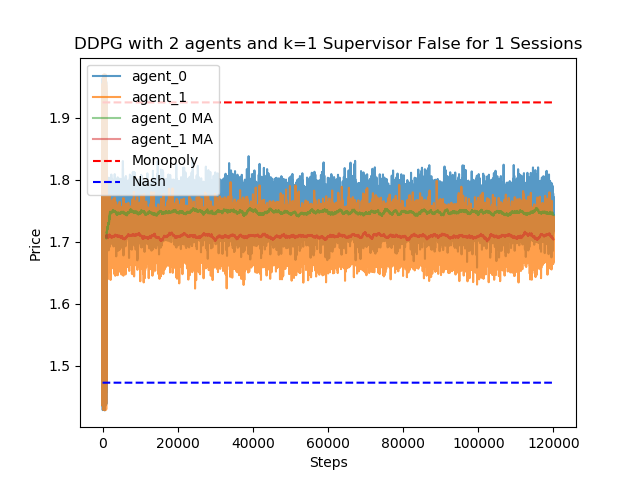 DDPG with 2 agents and k=1 Supervisor False for 1 Sessions
agent_0
agent_1
agent_0 MA
agent_1 MA
Monopoly
Nash
1.9
1.8
1.7
1.6
1.5
Price
0
20000
40000
60000
80000
100000
120000
Steps